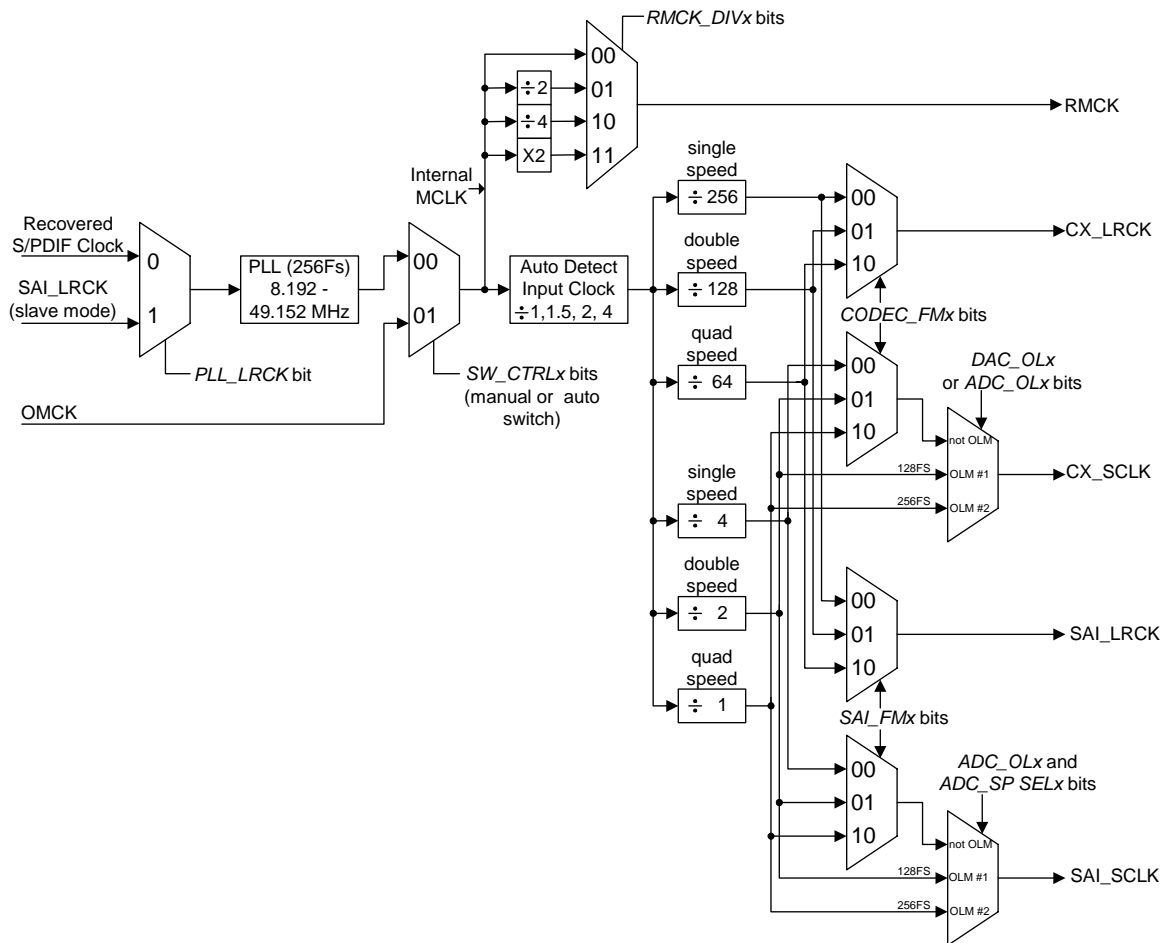 RMCK_DIVx bits
00
÷2
01
÷4
10
X2
11
RMCK
Internal
MCLK
single
speed
÷ 256
00
01
10
CX_LRCK
double
speed
÷ 128
quad
speed
÷ 64
CODEC_FMx bits
Recovered
S/PDIF Clock
0
SAI_LRCK
(slave mode)
1
PLL (256Fs)
8.192 -
49.152 MHz
00
01
Auto Detect
Input Clock
÷1,1.5, 2, 4
PLL_LRCK bit
SW_CTRLx bits
(manual or auto
switch)
OMCK
00
01
10
DAC_OLx
or ADC_OLx bits
not OLM
128FS
OLM #1
256FS
OLM #2
CX_SCLK
single
speed
÷ 4
double
speed
÷ 2
quad
speed
÷ 1
00
01
10
SAI_LRCK
SAI_FMx bits
00
01
10
ADC_OLx and
ADC_SP SELx bits
not OLM
128FS
OLM #1
256FS
OLM #2
SAI_SCLK